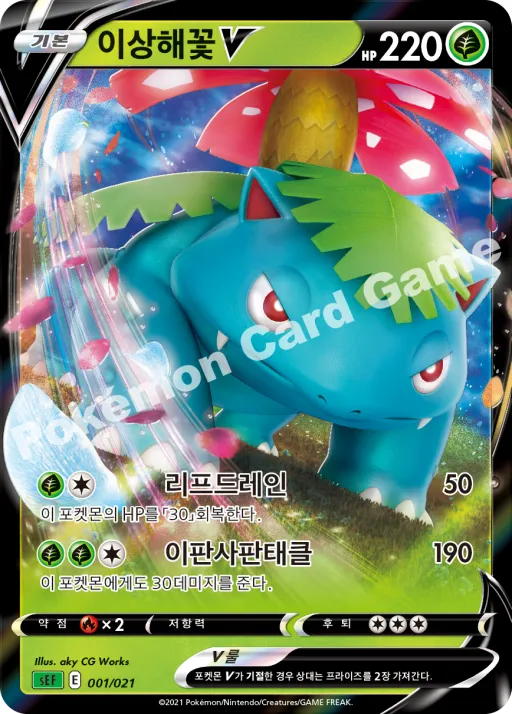 기본 이상해꽃 V HP 220
Pokémon Card Game
리프드레인 50
이 포켓몬의 HP를 「30」회복한다.
이판사판태클 190
이 포켓몬에게도 30데미지를 준다.
약점 ×2 저항력 후퇴
Illus. aky CG Works
V 룰
포켓몬 V가 기절한 경우 상대는 프라이즈를 2장 가져간다.
sEF E 001/021
©2021 Pokémon/Nintendo/Creatures/GAME FREAK.